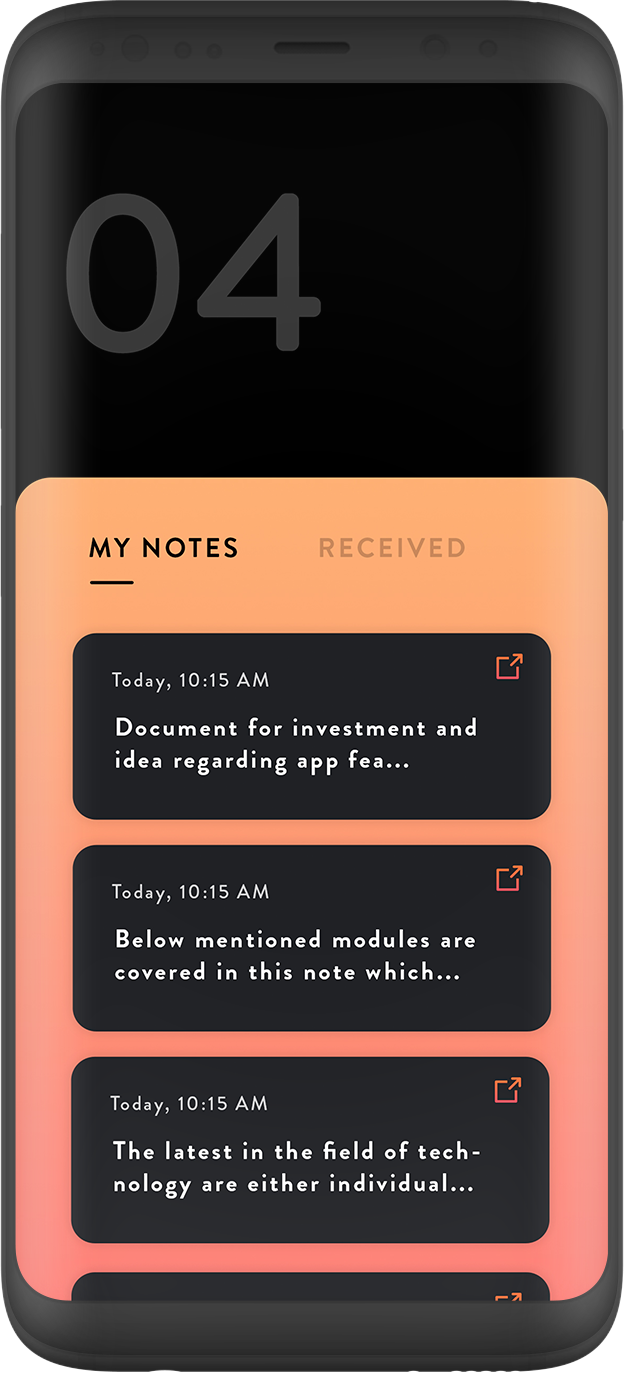 04
MY NOTES
RECEIVED
Today, 10:15 AM
Document for investment and
idea regarding app fea...
Today, 10:15 AM
Below mentioned modules are
covered in this note which...
Today, 10:15 AM
The latest in the field of tech-
nology are either individual...